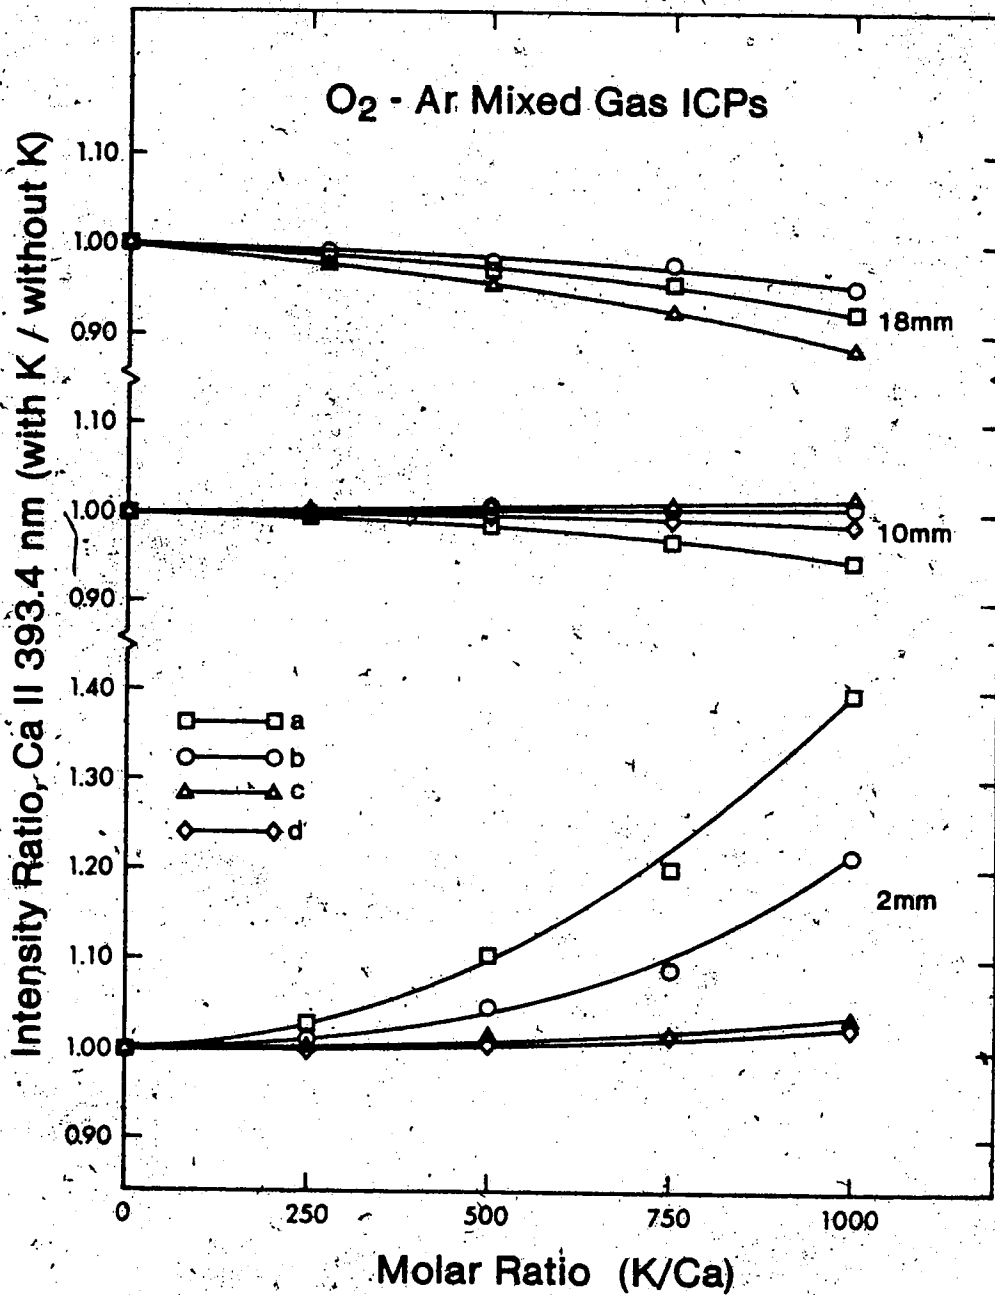 O2 - Ar Mixed Gas ICPs
Intensity Ratio, Ca II 393.4 nm (with K / without K)
1.10
1.00
0.90
18mm
1.10
1.00
0.90
10mm
1.40
1.30
1.20
1.10
1.00
0.90
a
b
c
d
2mm
0
250
500
750
1000
Molar Ratio (K/Ca)